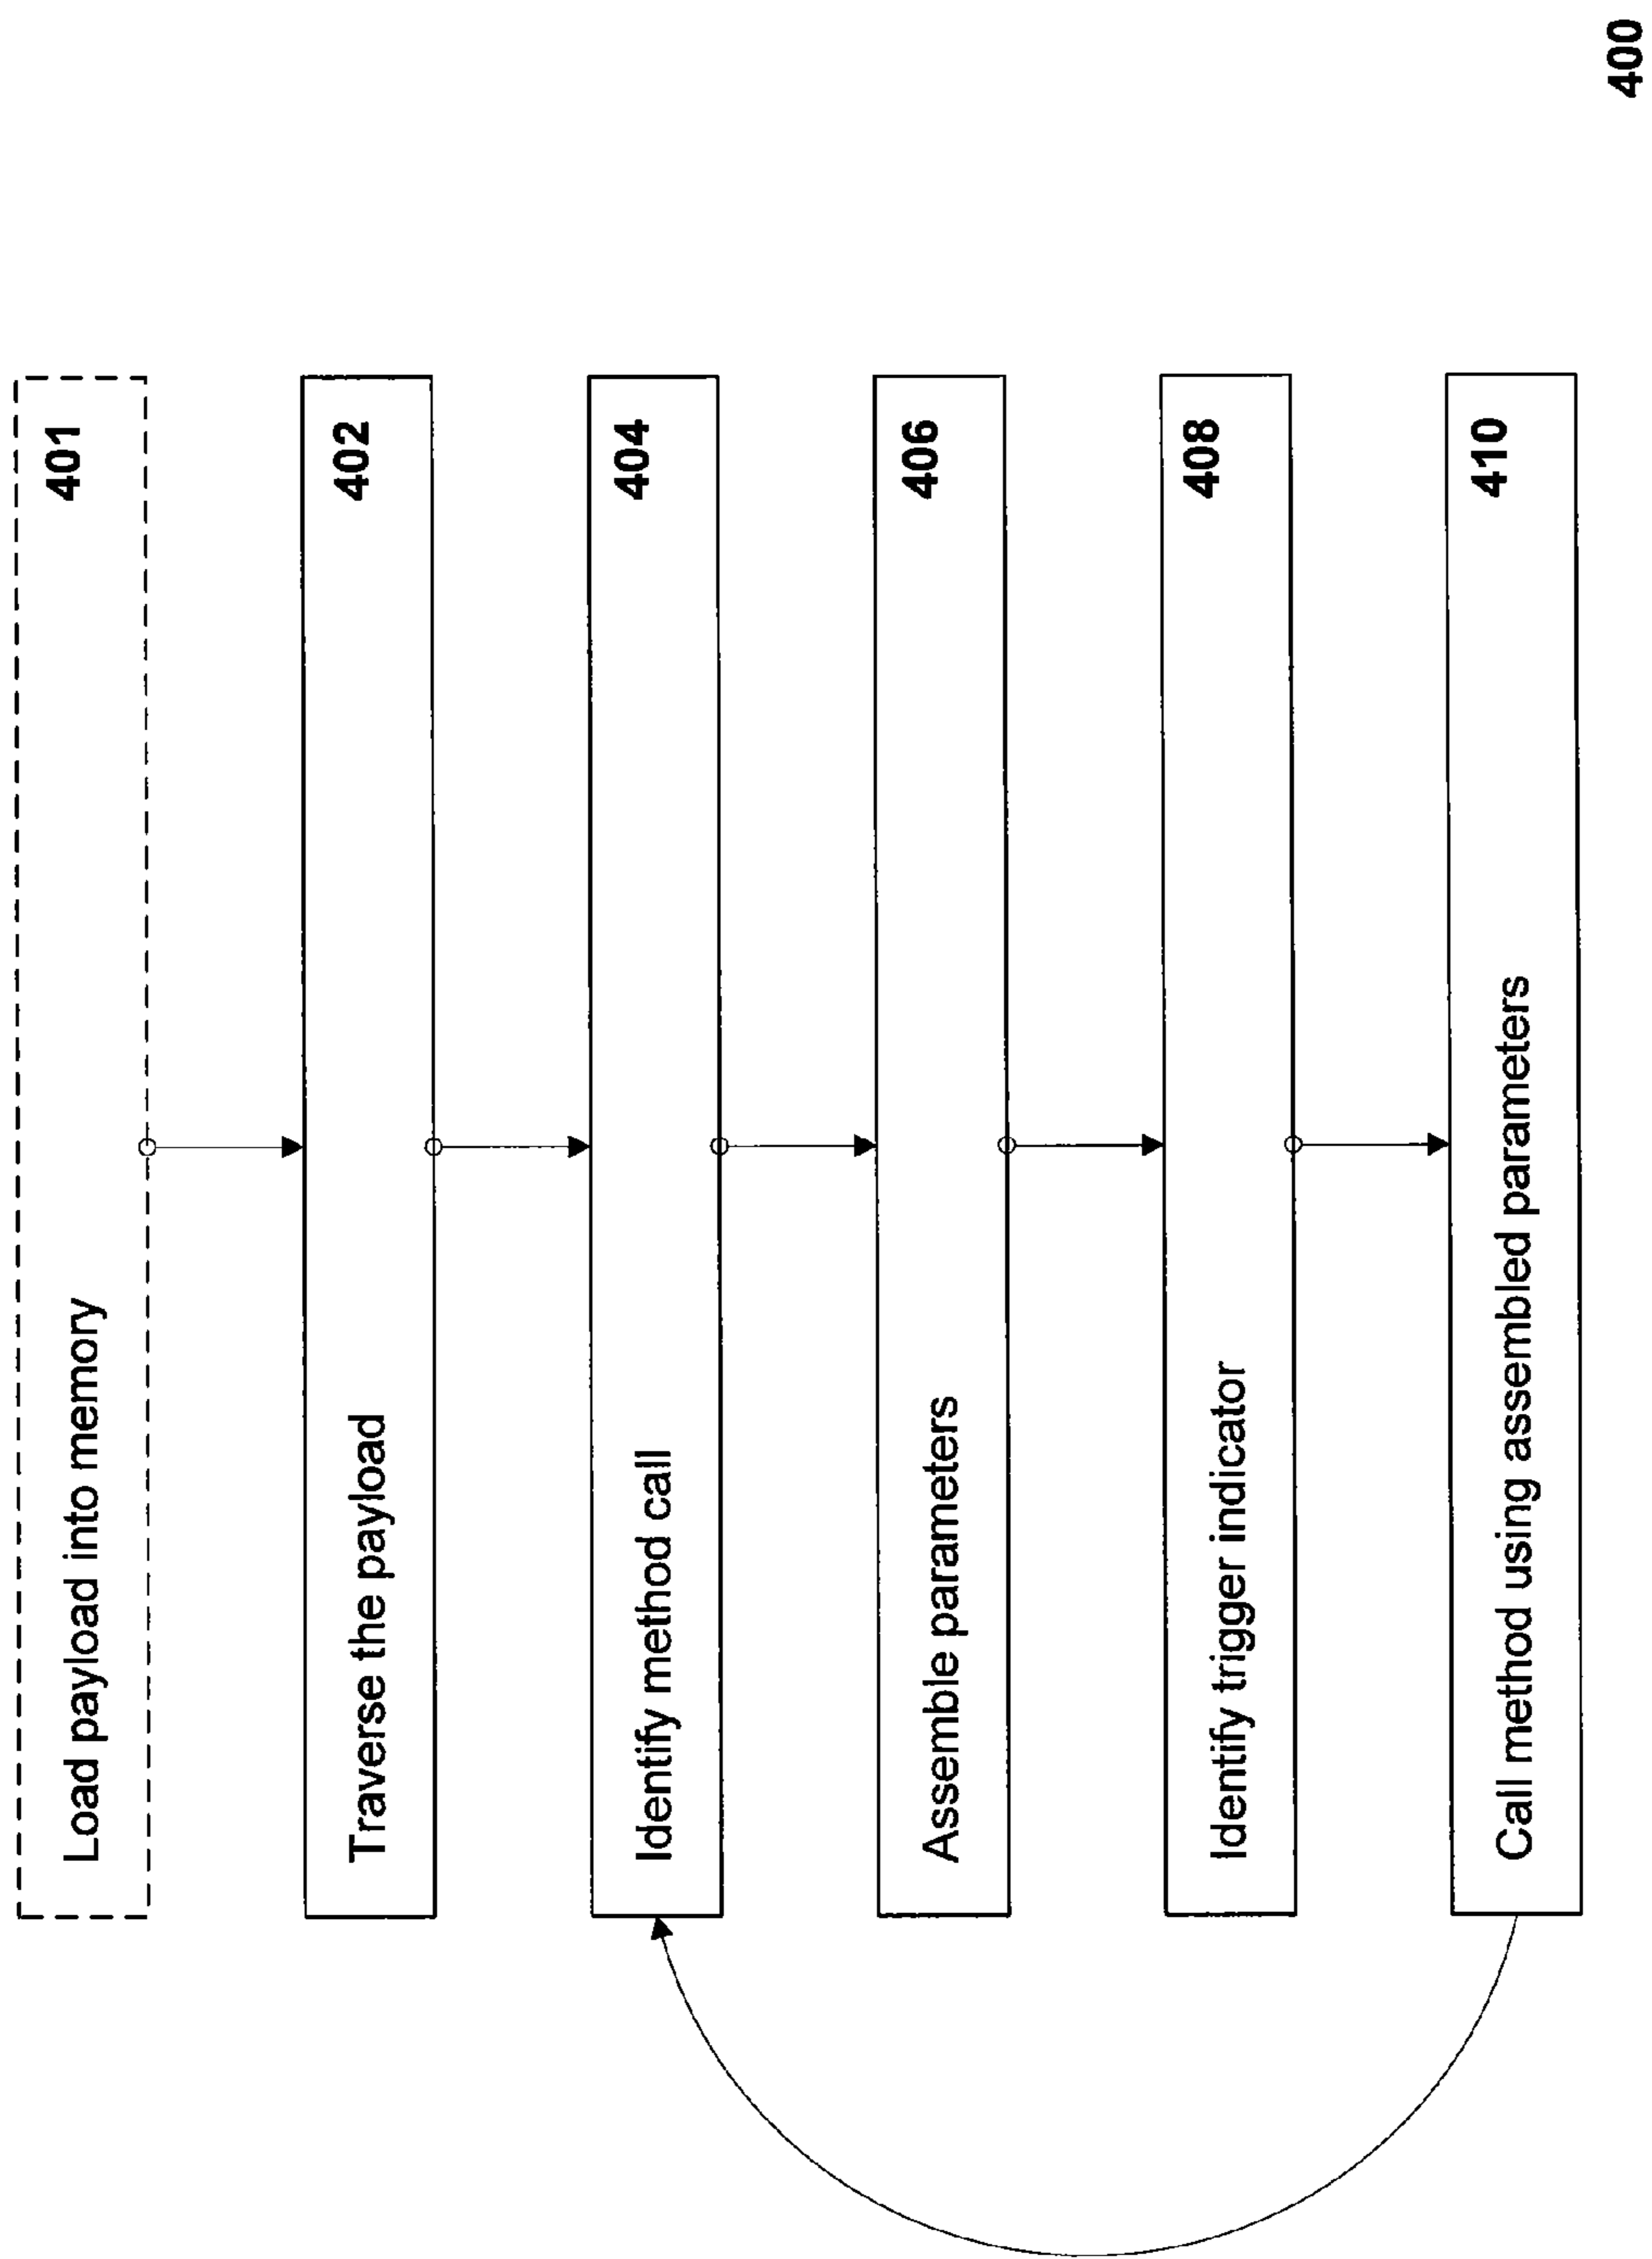 Load payload into memory 401
Traverse the payload 402
Identify method call 404
Assemble parameters 406
Identify trigger indicator 408
Call method using assembled parameters 410
400